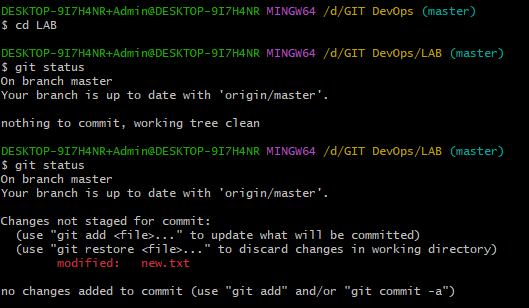 DESKTOP-9I7H4NR+Admin@DESKTOP-9I7H4NR MINGW64 /d/GIT DevOps (master)
$ cd LAB
DESKTOP-9I7H4NR+Admin@DESKTOP-9I7H4NR MINGW64 /d/GIT DevOps/LAB (master)
$ git status
On branch master
Your branch is up to date with 'origin/master'.
nothing to commit, working tree clean
DESKTOP-9I7H4NR+Admin@DESKTOP-9I7H4NR MINGW64 /d/GIT DevOps/LAB (master)
$ git status
On branch master
Your branch is up to date with 'origin/master'.
Changes not staged for commit:
  (use "git add <file>..." to update what will be committed)
  (use "git restore <file>..." to discard changes in working directory)
        modified:   new.txt
no changes added to commit (use "git add" and/or "git commit -a")